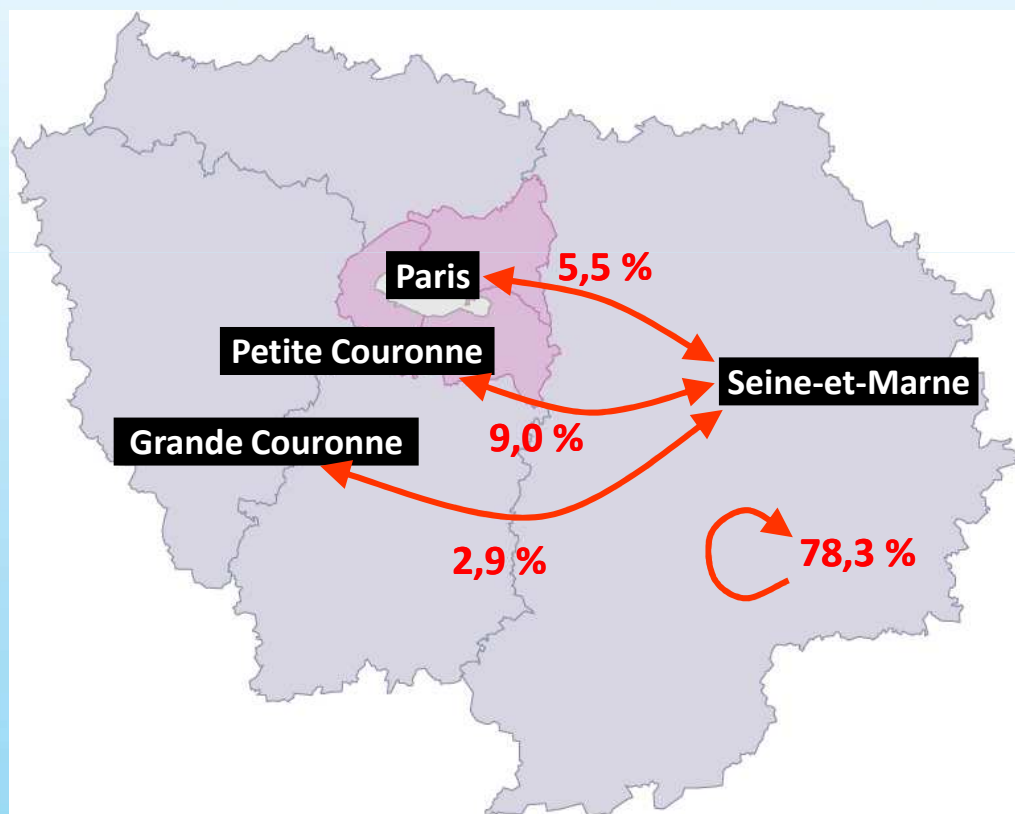 Paris
5,5 %
Petite Couronne
Seine-et-Marne
Grande Couronne
9,0 %
2,9 %
78,3 %